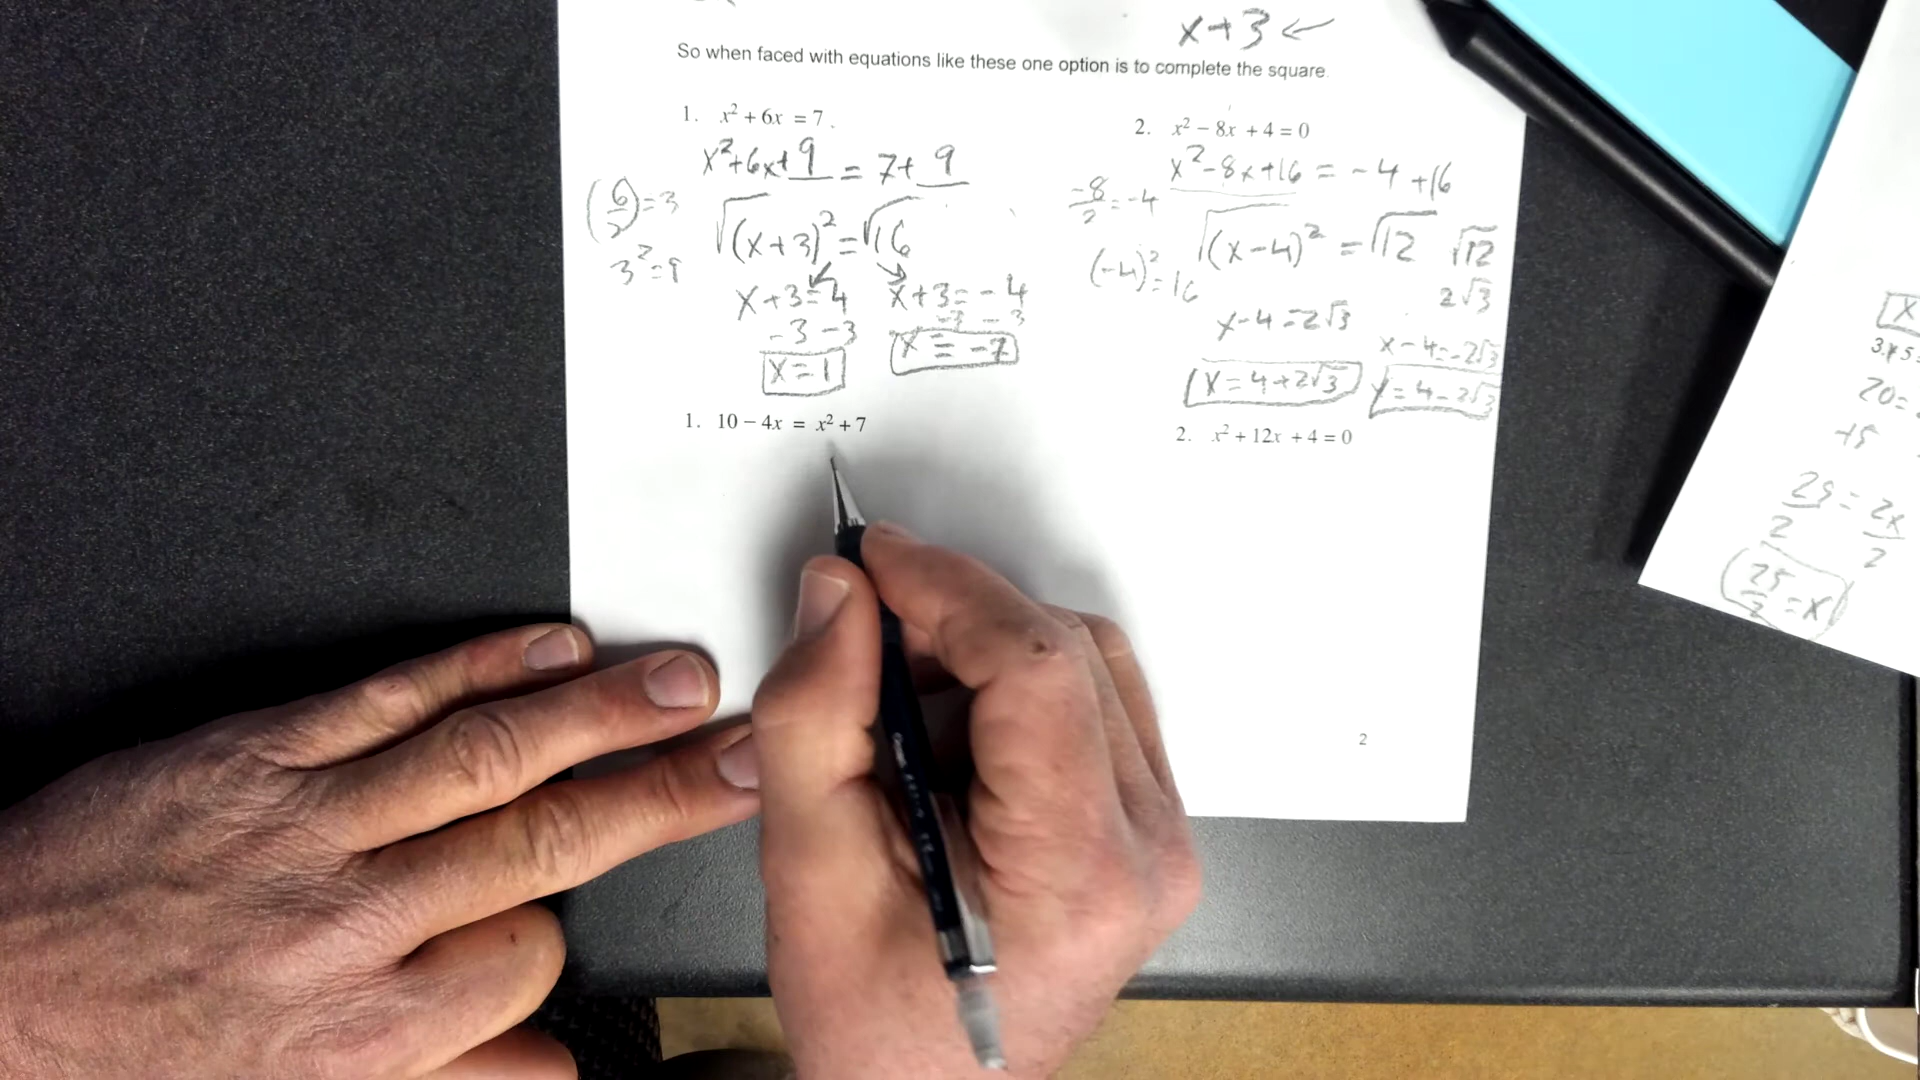 x+3 ←
So when faced with equations like these one option is to complete the square.
1. x² + 6x = 7
x²+6x+ 9 = 7+ 9
(6/2)=3
3²=9
√(x+3)² = √16
x+3=4
-3 -3
x=1
x+3=-4
-3 -3
x = -7
2. x² − 8x + 4 = 0
x²-8x+16 = -4 +16
-8/2=-4
(-4)²=16
√(x-4)² = √12
√12
2√3
x-4=2√3
x=4+2√3
x-4=-2√3
x=4-2√3
1. 10 − 4x = x² + 7
2. x² + 12x + 4 = 0
2
x
20=
+5
25/2 = 2x/2
25/2 = x